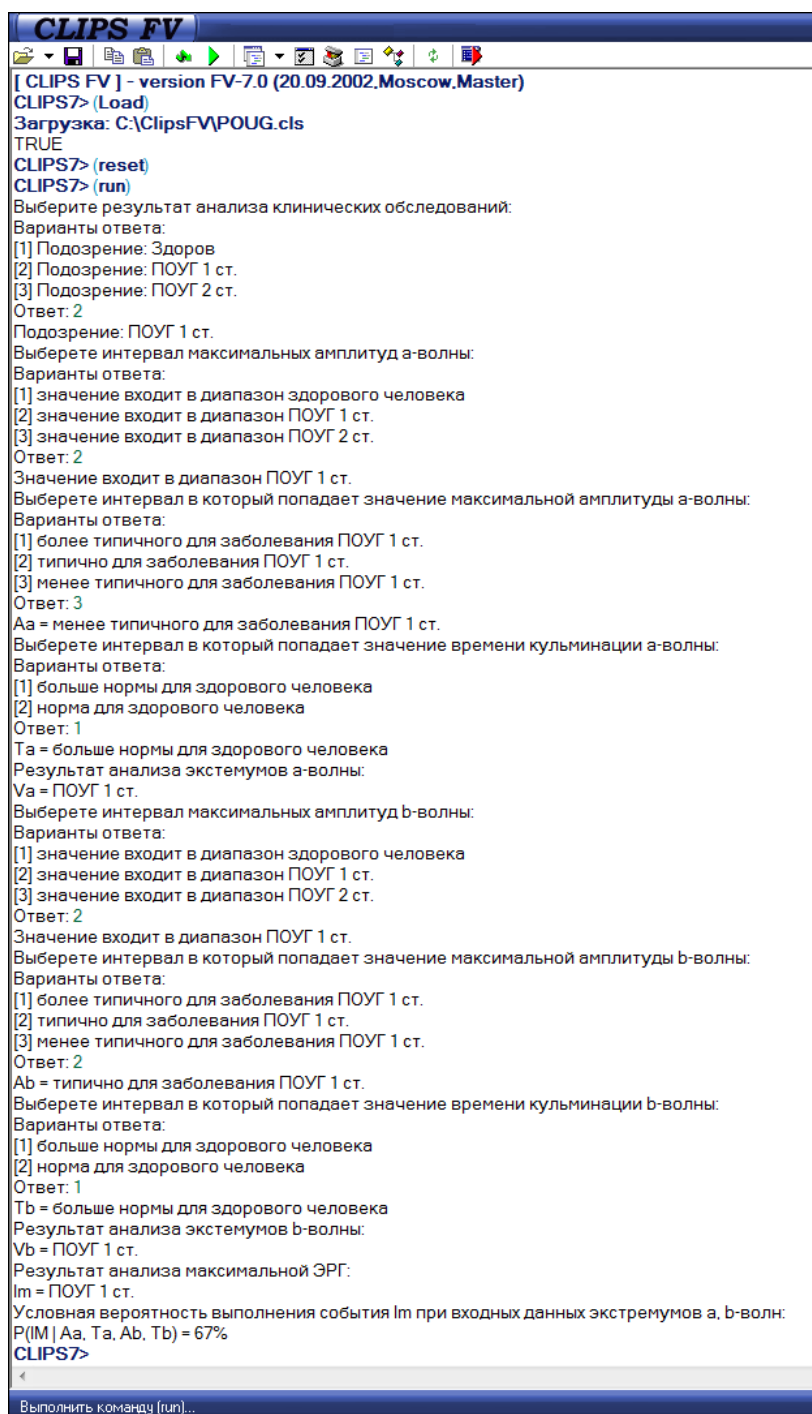 CLIPS FV
[ CLIPS FV ] - version FV-7.0 (20.09.2002,Moscow,Master)
CLIPS7> (Load)
Загрузка: C:\ClipsFV\POUG.cls
TRUE
CLIPS7> (reset)
CLIPS7> (run)
Выберите результат анализа клинических обследований:
Варианты ответа:
[1] Подозрение: Здоров
[2] Подозрение: ПОУГ 1 ст.
[3] Подозрение: ПОУГ 2 ст.
Ответ: 2
Подозрение: ПОУГ 1 ст.
Выберете интервал максимальных амплитуд a-волны:
Варианты ответа:
[1] значение входит в диапазон здорового человека
[2] значение входит в диапазон ПОУГ 1 ст.
[3] значение входит в диапазон ПОУГ 2 ст.
Ответ: 2
Значение входит в диапазон ПОУГ 1 ст.
Выберете интервал в который попадает значение максимальной амплитуды a-волны:
Варианты ответа:
[1] более типичного для заболевания ПОУГ 1 ст.
[2] типично для заболевания ПОУГ 1 ст.
[3] менее типичного для заболевания ПОУГ 1 ст.
Ответ: 3
Aa = менее типичного для заболевания ПОУГ 1 ст.
Выберете интервал в который попадает значение времени кульминации a-волны:
Варианты ответа:
[1] больше нормы для здорового человека
[2] норма для здорового человека
Ответ: 1
Ta = больше нормы для здорового человека
Результат анализа экстемумов a-волны:
Va = ПОУГ 1 ст.
Выберете интервал максимальных амплитуд b-волны:
Варианты ответа:
[1] значение входит в диапазон здорового человека
[2] значение входит в диапазон ПОУГ 1 ст.
[3] значение входит в диапазон ПОУГ 2 ст.
Ответ: 2
Значение входит в диапазон ПОУГ 1 ст.
Выберете интервал в который попадает значение максимальной амплитуды b-волны:
Варианты ответа:
[1] более типичного для заболевания ПОУГ 1 ст.
[2] типично для заболевания ПОУГ 1 ст.
[3] менее типичного для заболевания ПОУГ 1 ст.
Ответ: 2
Ab = типично для заболевания ПОУГ 1 ст.
Выберете интервал в который попадает значение времени кульминации b-волны:
Варианты ответа:
[1] больше нормы для здорового человека
[2] норма для здорового человека
Ответ: 1
Tb = больше нормы для здорового человека
Результат анализа экстемумов b-волны:
Vb = ПОУГ 1 ст.
Результат анализа максимальной ЭРГ:
Im = ПОУГ 1 ст.
Условная вероятность выполнения события Im при входных данных экстремумов a, b-волн:
P(IM | Aa, Ta, Ab, Tb) = 67%
CLIPS7>
Выполнить команду (run)...